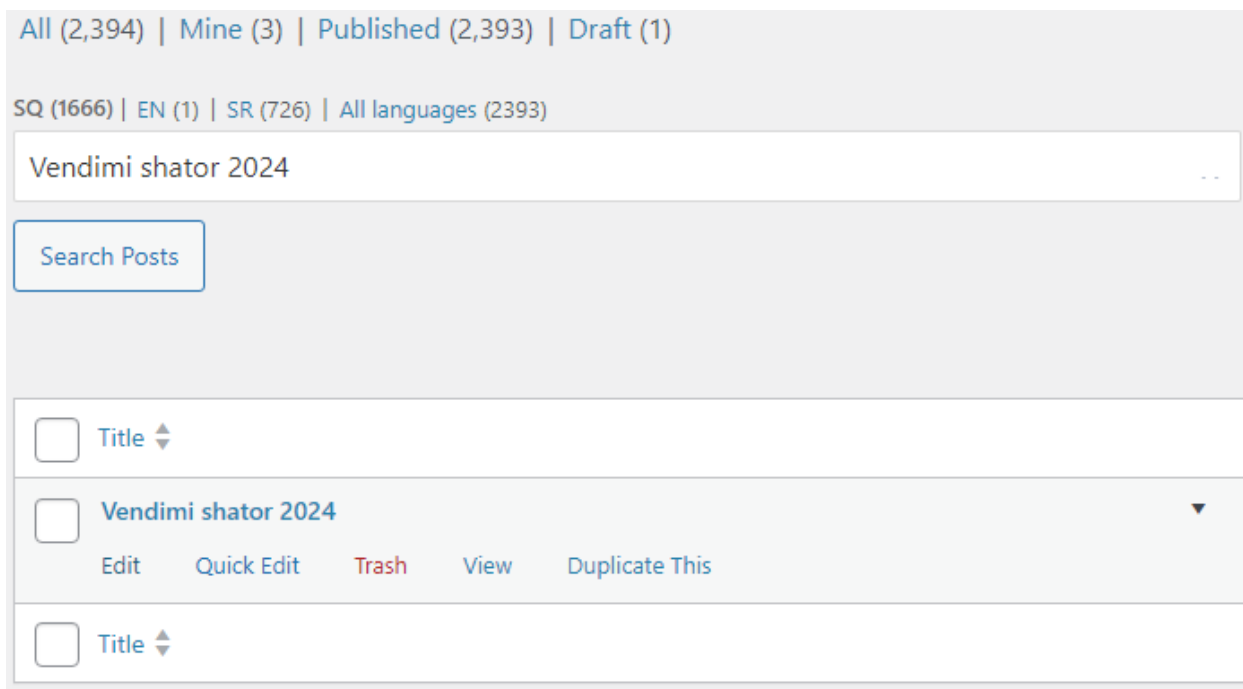 All (2,394) | Mine (3) | Published (2,393) | Draft (1)
SQ (1666) | EN (1) | SR (726) | All languages (2393)
Vendimi shator 2024
Search Posts
Title
Vendimi shator 2024
Edit Quick Edit Trash View Duplicate This
Title